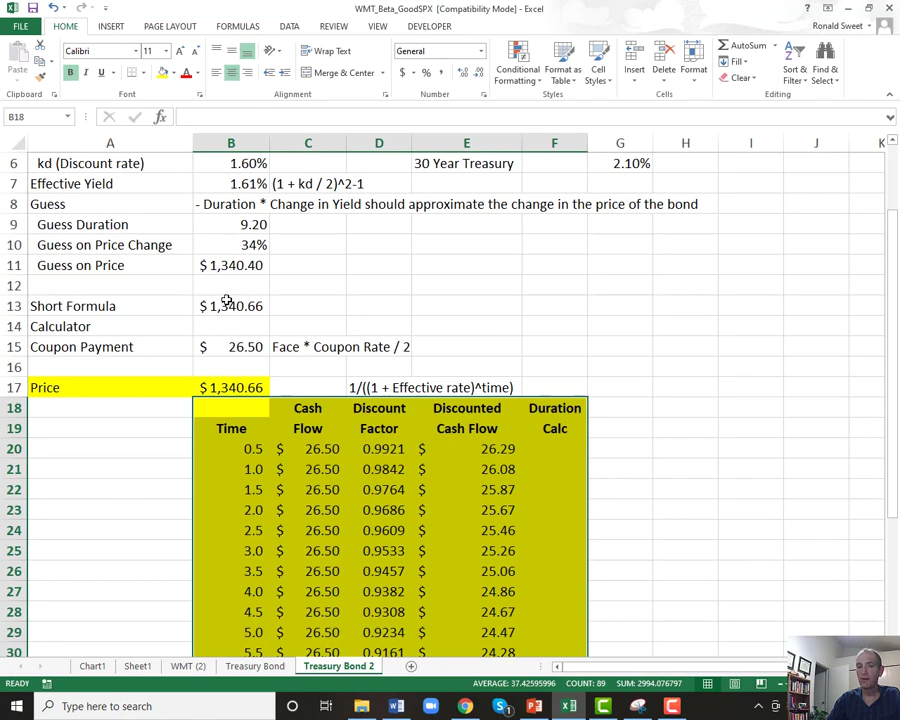 WMT_Beta_GoodSPX [Compatibility Mode] - Excel
FILE HOME INSERT PAGE LAYOUT FORMULAS DATA REVIEW VIEW DEVELOPER Ronald Sweet
Paste Calibri 11 Wrap Text General Conditional Formatting Format as Table Cell Styles Insert Delete Format AutoSum Sort & Filter Find & Select
B I U Merge & Center $ % , Fill Clear
Clipboard Font Alignment Number Styles Cells Editing
B18 fx
A B C D E F G H I J K
6 kd (Discount rate) 1.60% 30 Year Treasury 2.10%
7 Effective Yield 1.61% (1 + kd / 2)^2-1
8 Guess - Duration * Change in Yield should approximate the change in the price of the bond
9 Guess Duration 9.20
10 Guess on Price Change 34%
11 Guess on Price $ 1,340.40
12
13 Short Formula $ 1,340.66
14 Calculator
15 Coupon Payment $ 26.50 Face * Coupon Rate / 2
16
17 Price $ 1,340.66 1/((1 + Effective rate)^time)
18 Cash Discount Discounted Duration
19 Time Flow Factor Cash Flow Calc
20 0.5 $ 26.50 0.9921 $ 26.29
21 1.0 $ 26.50 0.9842 $ 26.08
22 1.5 $ 26.50 0.9764 $ 25.87
23 2.0 $ 26.50 0.9686 $ 25.67
24 2.5 $ 26.50 0.9609 $ 25.46
25 3.0 $ 26.50 0.9533 $ 25.26
26 3.5 $ 26.50 0.9457 $ 25.06
27 4.0 $ 26.50 0.9382 $ 24.86
28 4.5 $ 26.50 0.9308 $ 24.67
29 5.0 $ 26.50 0.9234 $ 24.47
30 5.5 $ 26.50 0.9161 $ 24.28
Chart1 Sheet1 WMT (2) Treasury Bond Treasury Bond 2
READY AVERAGE: 37.42595996 COUNT: 89 SUM: 2994.076797
Type here to search